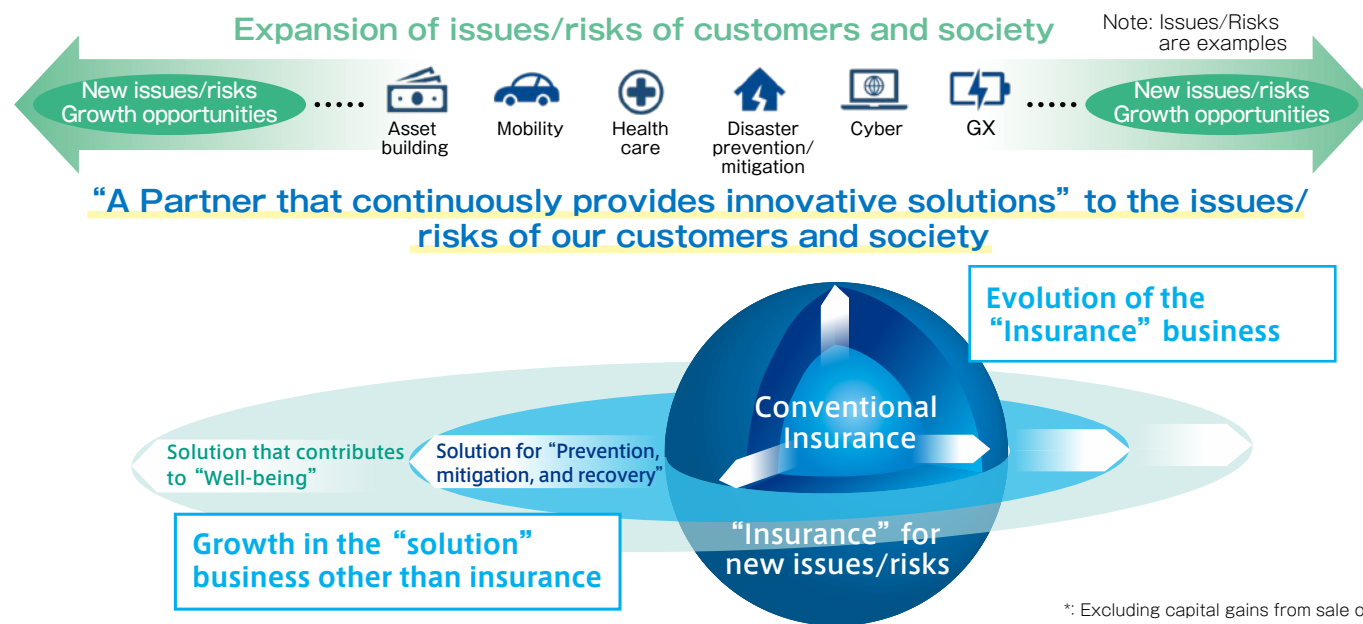 Expansion of issues/risks of customers and society
Note: Issues/Risks
are examples
New issues/risks
Growth opportunities
Asset
building
Mobility
Health
care
Disaster
prevention/
mitigation
Cyber
GX
New issues/risks
Growth opportunities
“A Partner that continuously provides innovative solutions” to the issues/
risks of our customers and society
Evolution of the
“Insurance” business
Conventional
Insurance
Solution that contributes
to “Well-being”
Solution for “Prevention,
mitigation, and recovery”
“Insurance” for
new issues/risks
Growth in the “solution”
business other than insurance
*: Excluding capital gains from sale o